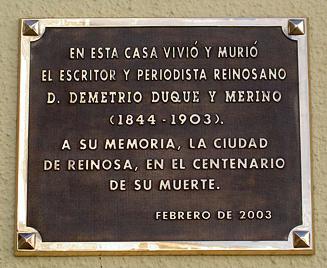 EN ESTA CASA VIVIÓ Y MURIÓ
EL ESCRITOR Y PERIODISTA REINOSANO
D. DEMETRIO DUQUE Y MERINO
(1844 - 1903).
A SU MEMORIA, LA CIUDAD
DE REINOSA, EN EL CENTENARIO
DE SU MUERTE.
FEBRERO DE 2003